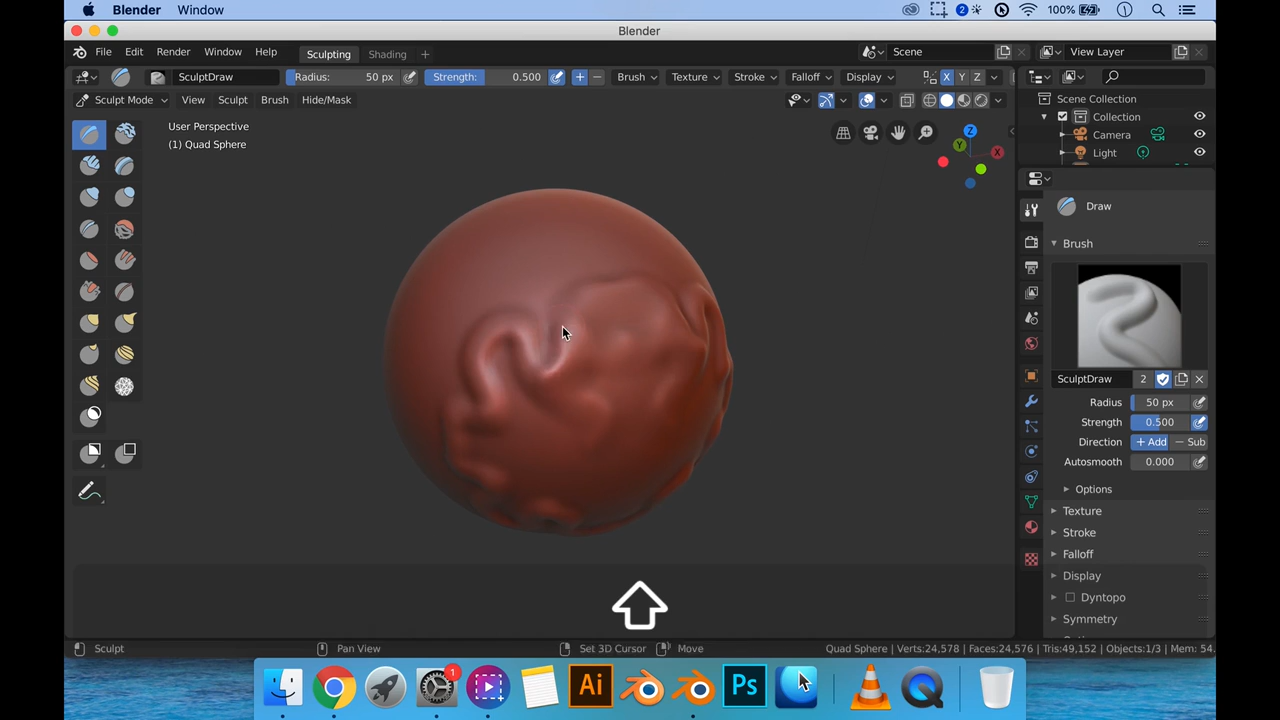 Blender Window 2 100%
Blender
File Edit Render Window Help Sculpting Shading + Scene View Layer
SculptDraw Radius: 50 px Strength: 0.500 + − Brush Texture Stroke Falloff Display X Y Z
Sculpt Mode View Sculpt Brush Hide/Mask
Scene Collection
Collection
Camera
Light
User Perspective
(1) Quad Sphere
Z
Y
X
Draw
Brush
SculptDraw 2
Radius 50 px
Strength 0.500
Direction + Add − Sub
Autosmooth 0.000
Options
Texture
Stroke
Falloff
Display
Dyntopo
Symmetry
Sculpt Pan View Set 3D Cursor Move Quad Sphere | Verts:24,578 | Faces:24,576 | Tris:49,152 | Objects:1/3 | Mem: 54.
1
Ai Ps